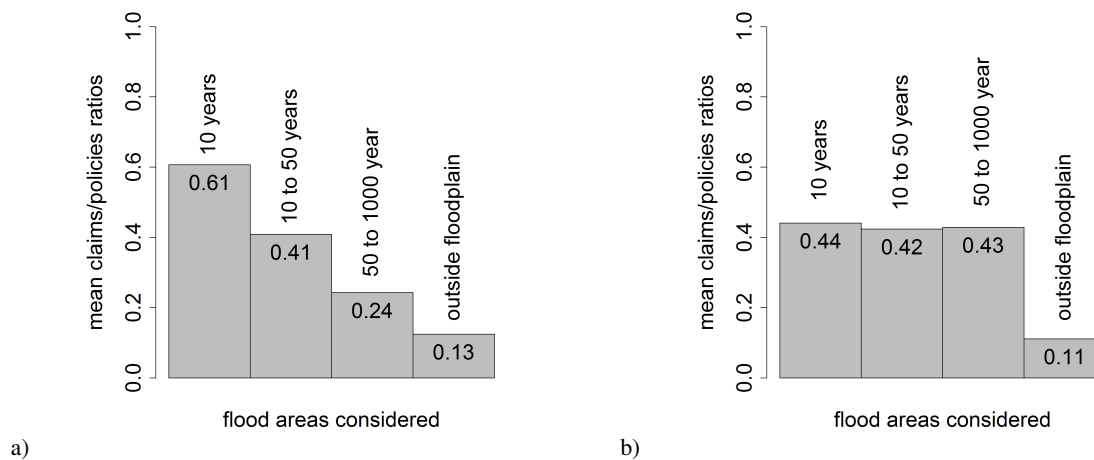 mean claims/policies ratios
1.0
0.8
0.6
0.4
0.2
0.0
10 years
10 to 50 years
50 to 1000 year
outside floodplain
0.61
0.41
0.24
0.13
flood areas considered
a)
mean claims/policies ratios
1.0
0.8
0.6
0.4
0.2
0.0
10 years
10 to 50 years
50 to 1000 year
outside floodplain
0.44
0.42
0.43
0.11
flood areas considered
b)